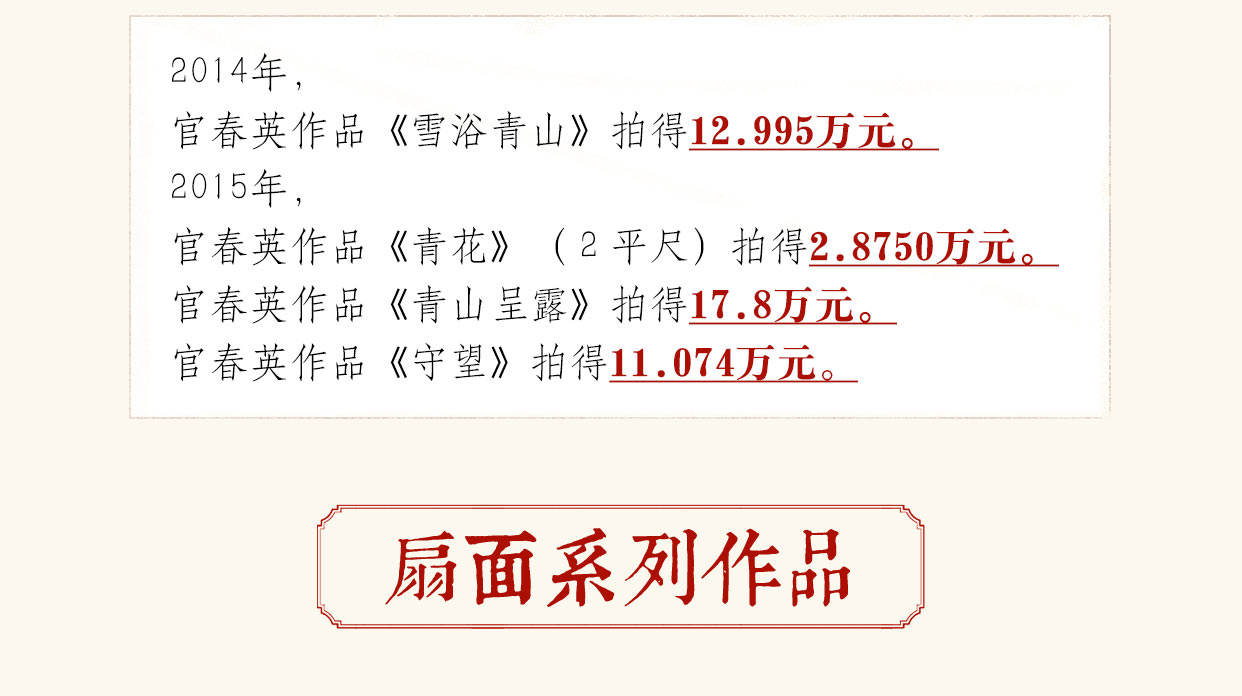 2014年，
官春英作品《雪浴青山》拍得12.995万元。
2015年，
官春英作品《青花》（2平尺）拍得2.8750万元。
官春英作品《青山呈露》拍得17.8万元。
官春英作品《守望》拍得11.074万元。
扇面系列作品